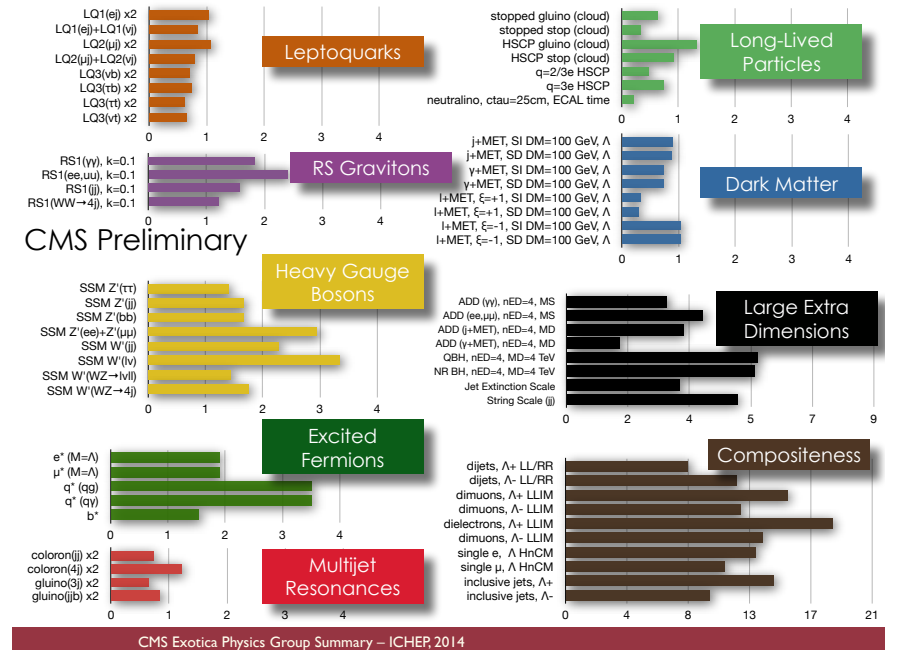 LQ1(ej) x2
LQ1(ej)+LQ1(νj)
LQ2(μj) x2
LQ2(μj)+LQ2(νj)
LQ3(νb) x2
LQ3(τb) x2
LQ3(τt) x2
LQ3(vt) x2
0 1 2 3 4
Leptoquarks
RS1(γγ), k=0.1
RS1(ee,uu), k=0.1
RS1(jj), k=0.1
RS1(WW→4j), k=0.1
0 1 2 3 4
RS Gravitons
CMS Preliminary
Heavy Gauge
Bosons
SSM Z'(ττ)
SSM Z'(jj)
SSM Z'(bb)
SSM Z'(ee)+Z'(μμ)
SSM W'(jj)
SSM W'(lv)
SSM W'(WZ→lvll)
SSM W'(WZ→4j)
0 1 2 3 4
Excited
Fermions
e* (M=Λ)
μ* (M=Λ)
q* (qg)
q* (qγ)
b*
0 1 2 3 4
coloron(jj) x2
coloron(4j) x2
gluino(3j) x2
gluino(jjb) x2
0 1 2 3 4
Multijet
Resonances
stopped gluino (cloud)
stopped stop (cloud)
HSCP gluino (cloud)
HSCP stop (cloud)
q=2/3e HSCP
q=3e HSCP
neutralino, ctau=25cm, ECAL time
0 1 2 3 4
Long-Lived
Particles
j+MET, SI DM=100 GeV, Λ
j+MET, SD DM=100 GeV, Λ
γ+MET, SI DM=100 GeV, Λ
γ+MET, SD DM=100 GeV, Λ
l+MET, ξ=+1, SI DM=100 GeV, Λ
l+MET, ξ=+1, SD DM=100 GeV, Λ
l+MET, ξ=-1, SI DM=100 GeV, Λ
l+MET, ξ=-1, SD DM=100 GeV, Λ
0 1 2 3 4
Dark Matter
ADD (γγ), nED=4, MS
ADD (ee,μμ), nED=4, MS
ADD (j+MET), nED=4, MD
ADD (γ+MET), nED=4, MD
QBH, nED=4, MD=4 TeV
NR BH, nED=4, MD=4 TeV
Jet Extinction Scale
String Scale (jj)
0 2 4 5 7 9
Large Extra
Dimensions
Compositeness
dijets, Λ+ LL/RR
dijets, Λ- LL/RR
dimuons, Λ+ LLIM
dimuons, Λ- LLIM
dielectrons, Λ+ LLIM
dimuons, Λ- LLIM
single e, Λ HnCM
single μ, Λ HnCM
inclusive jets, Λ+
inclusive jets, Λ-
0 4 8 13 17 21
CMS Exotica Physics Group Summary – ICHEP, 2014